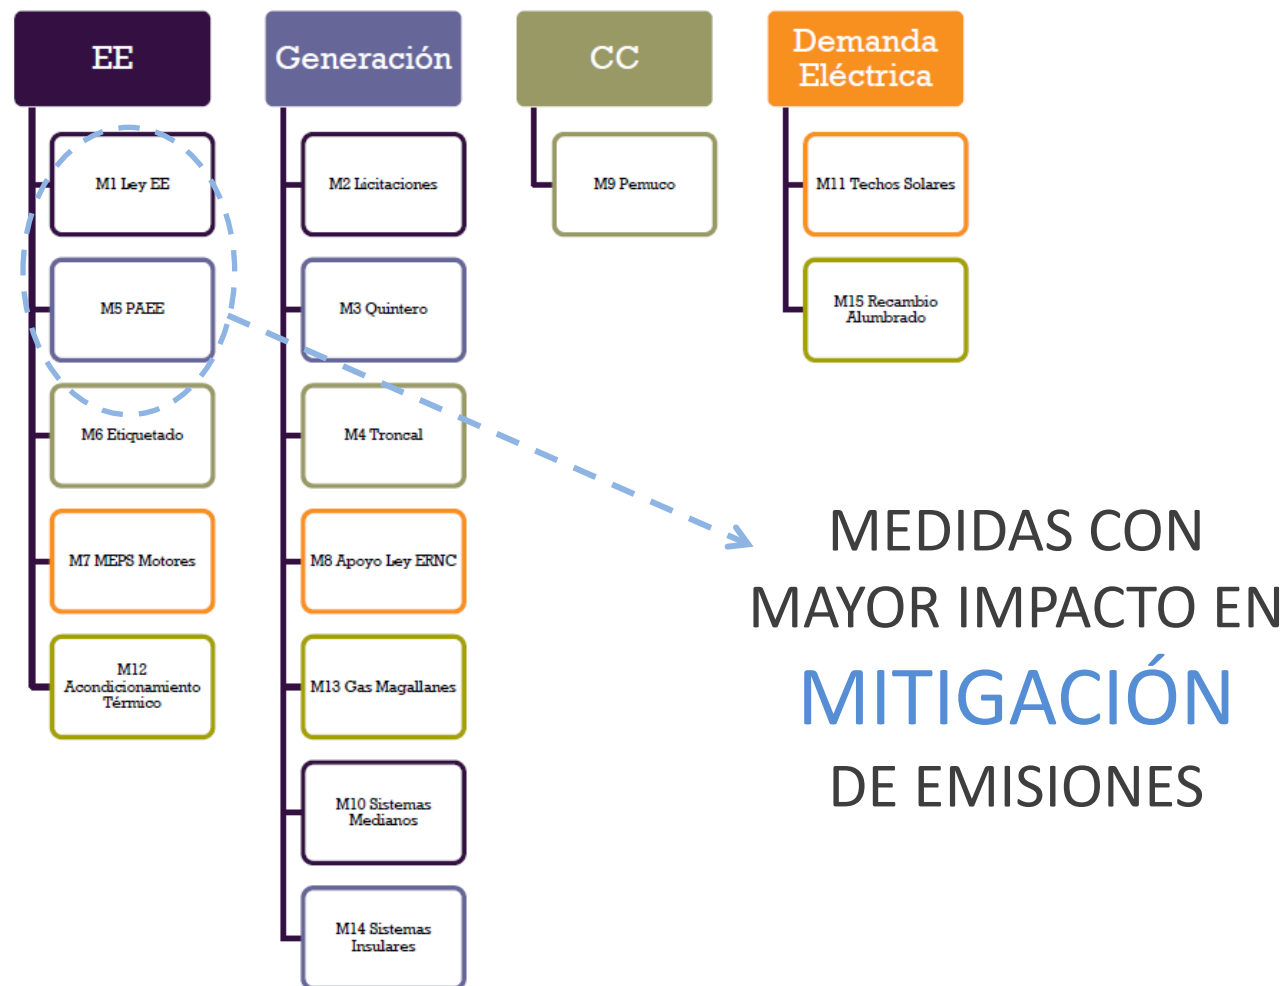 EE
M1 Ley EE
M5 PAEE
M6 Etiquetado
M7 MEPS Motores
M12
Acondicionamiento
Térmico
Generación
M2 Licitaciones
M3 Quintero
M4 Troncal
M8 Apoyo Ley ERNC
M13 Gas Magallanes
M10 Sistemas
Medianos
M14 Sistemas
Insulares
CC
M9 Pemuco
Demanda
Eléctrica
M11 Techos Solares
M15 Recambio
Alumbrado
MEDIDAS CON
MAYOR IMPACTO EN
MITIGACIÓN
DE EMISIONES